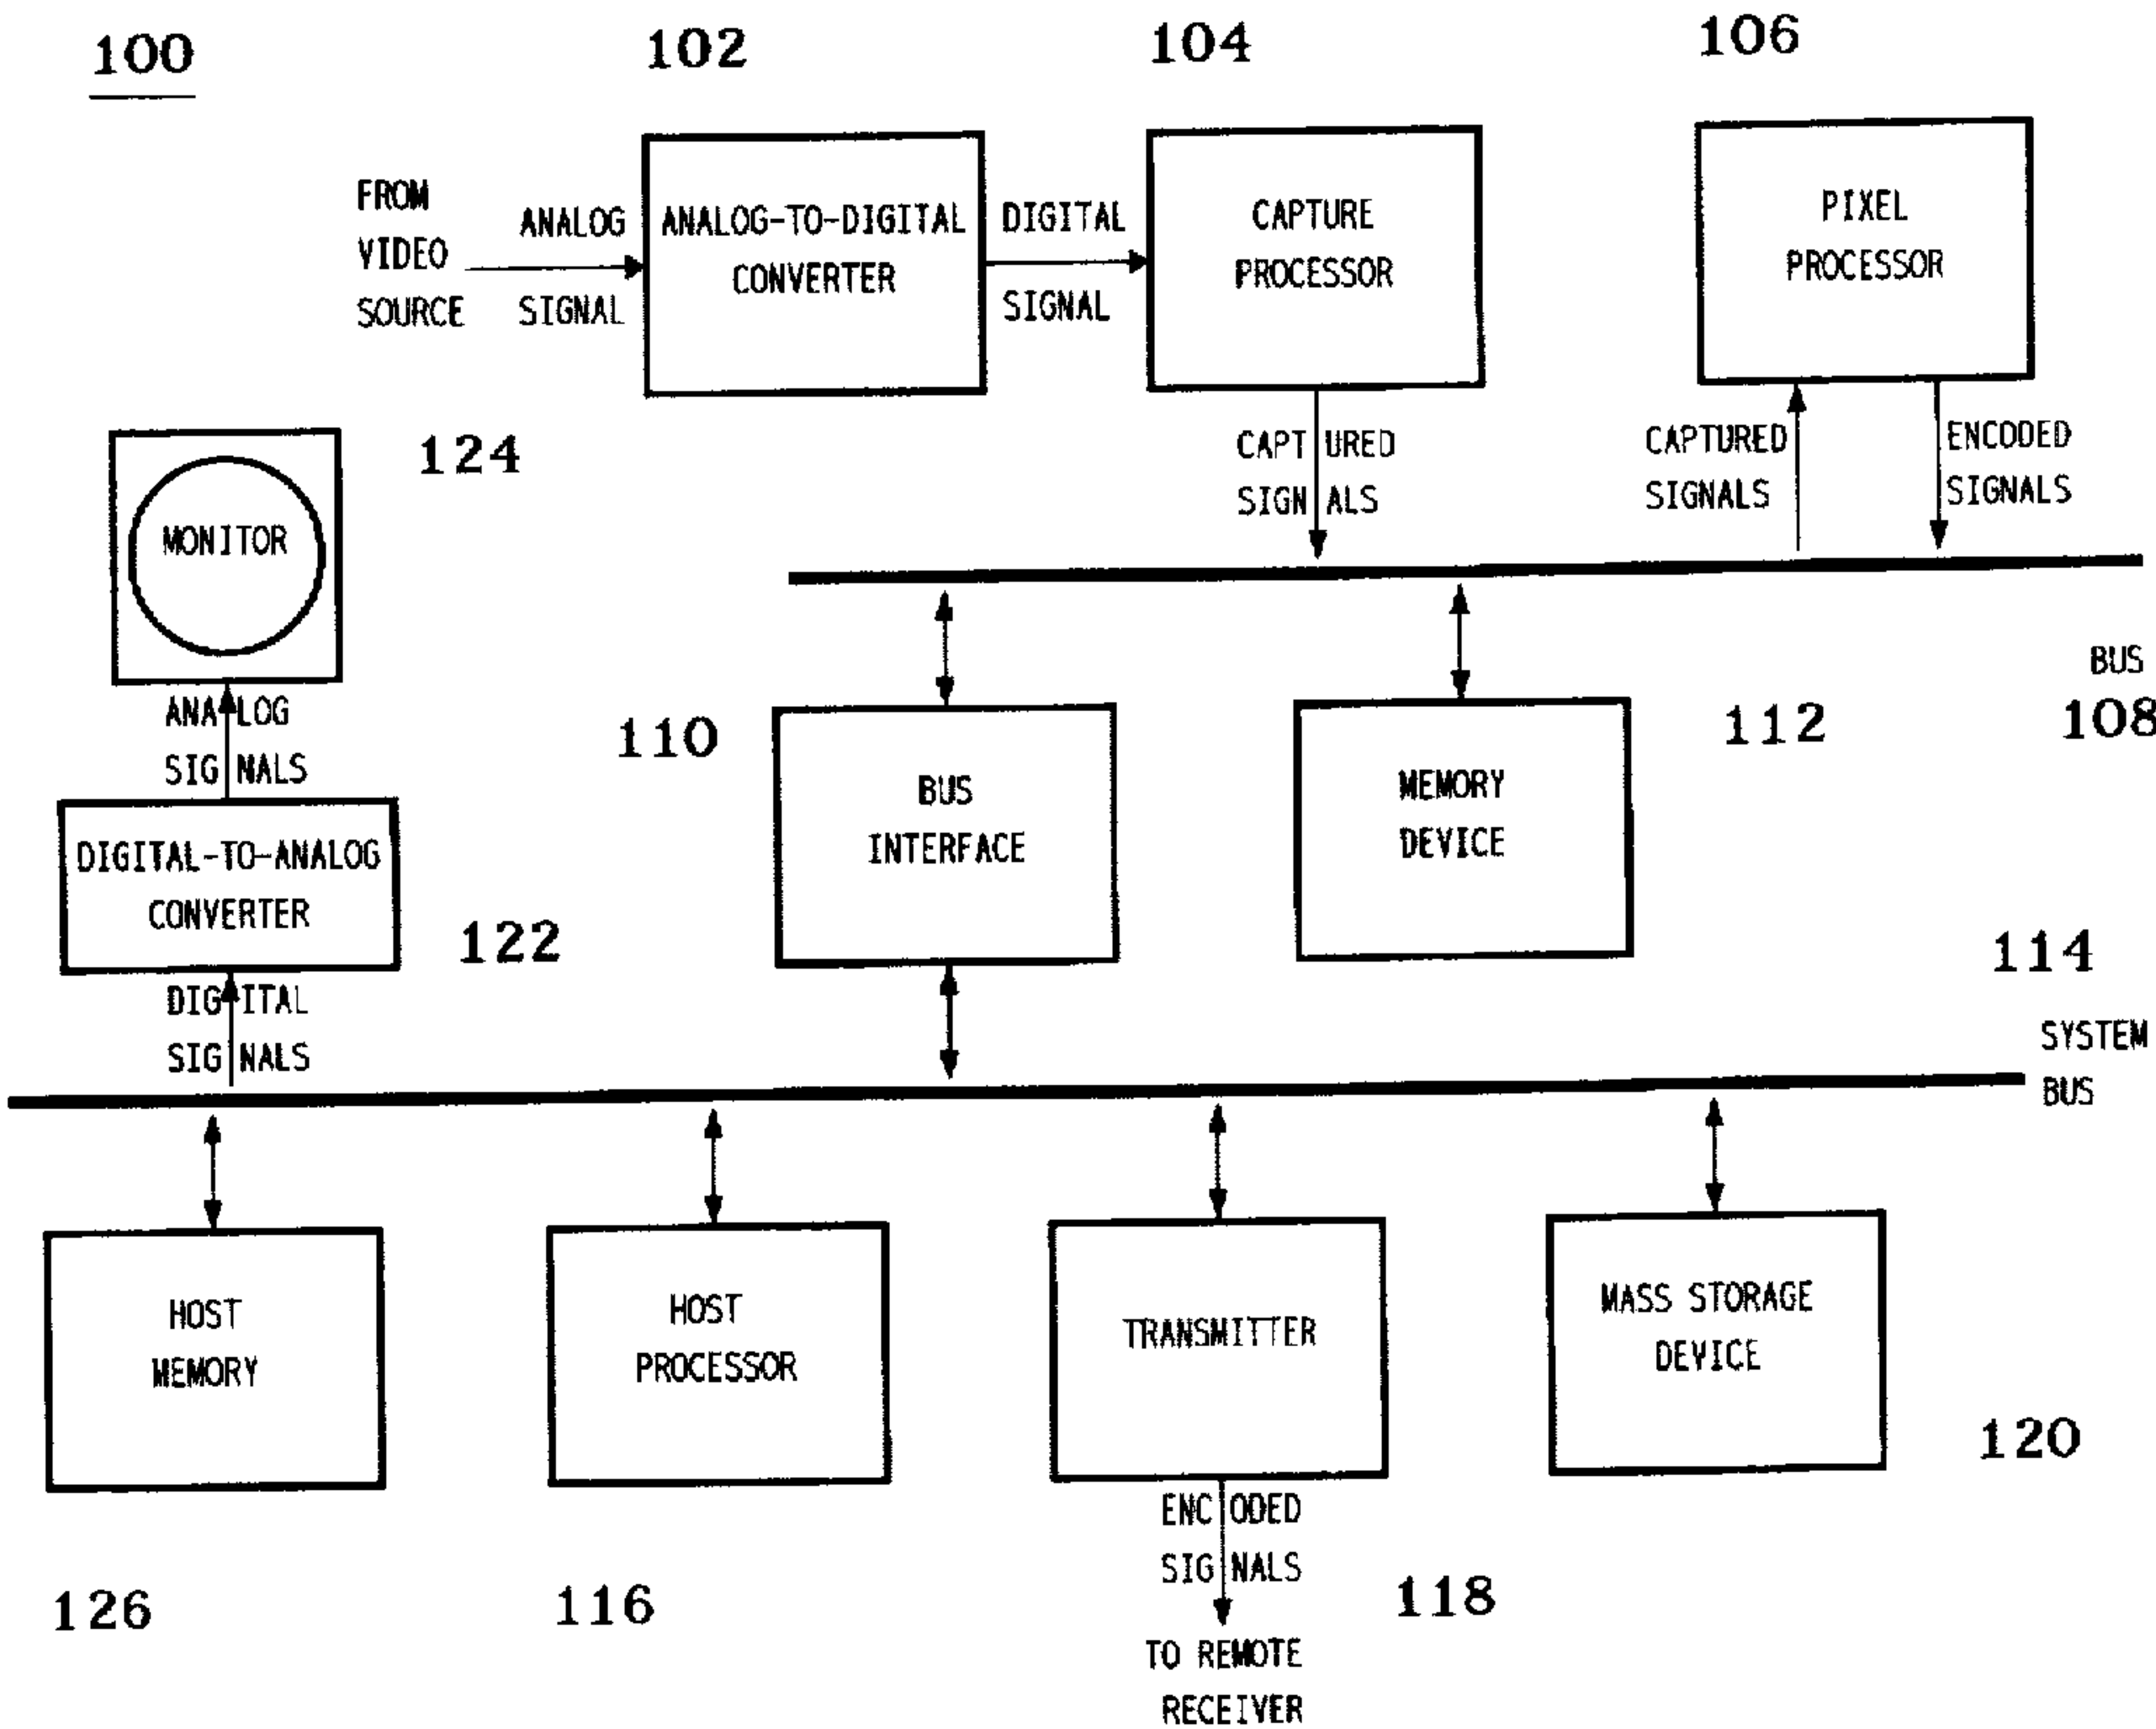 100
102
104
106
FROM
VIDEO
SOURCE
ANALOG
SIGNAL
ANALOG-TO-DIGITAL
CONVERTER
DIGITAL
SIGNAL
CAPTURE
PROCESSOR
PIXEL
PROCESSOR
CAPTURED
SIGNALS
CAPTURED
SIGNALS
ENCODED
SIGNALS
124
MONITOR
ANALOG
SIGNALS
BUS
108
110
BUS
INTERFACE
112
MEMORY
DEVICE
DIGITAL-TO-ANALOG
CONVERTER
122
DIGITAL
SIGNALS
114
SYSTEM
BUS
HOST
MEMORY
HOST
PROCESSOR
TRANSMITTER
MASS STORAGE
DEVICE
120
ENCODED
SIGNALS
126
116
118
TO REMOTE
RECEIVER